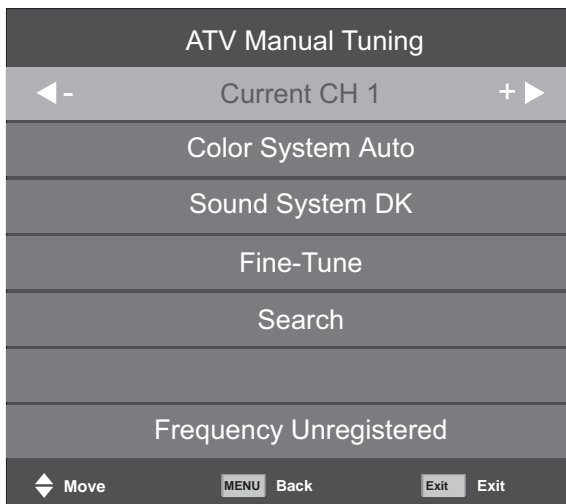 ATV Manual Tuning
- Current CH 1 +
Color System Auto
Sound System DK
Fine-Tune
Search
Frequency Unregistered
Move MENU Back Exit Exit